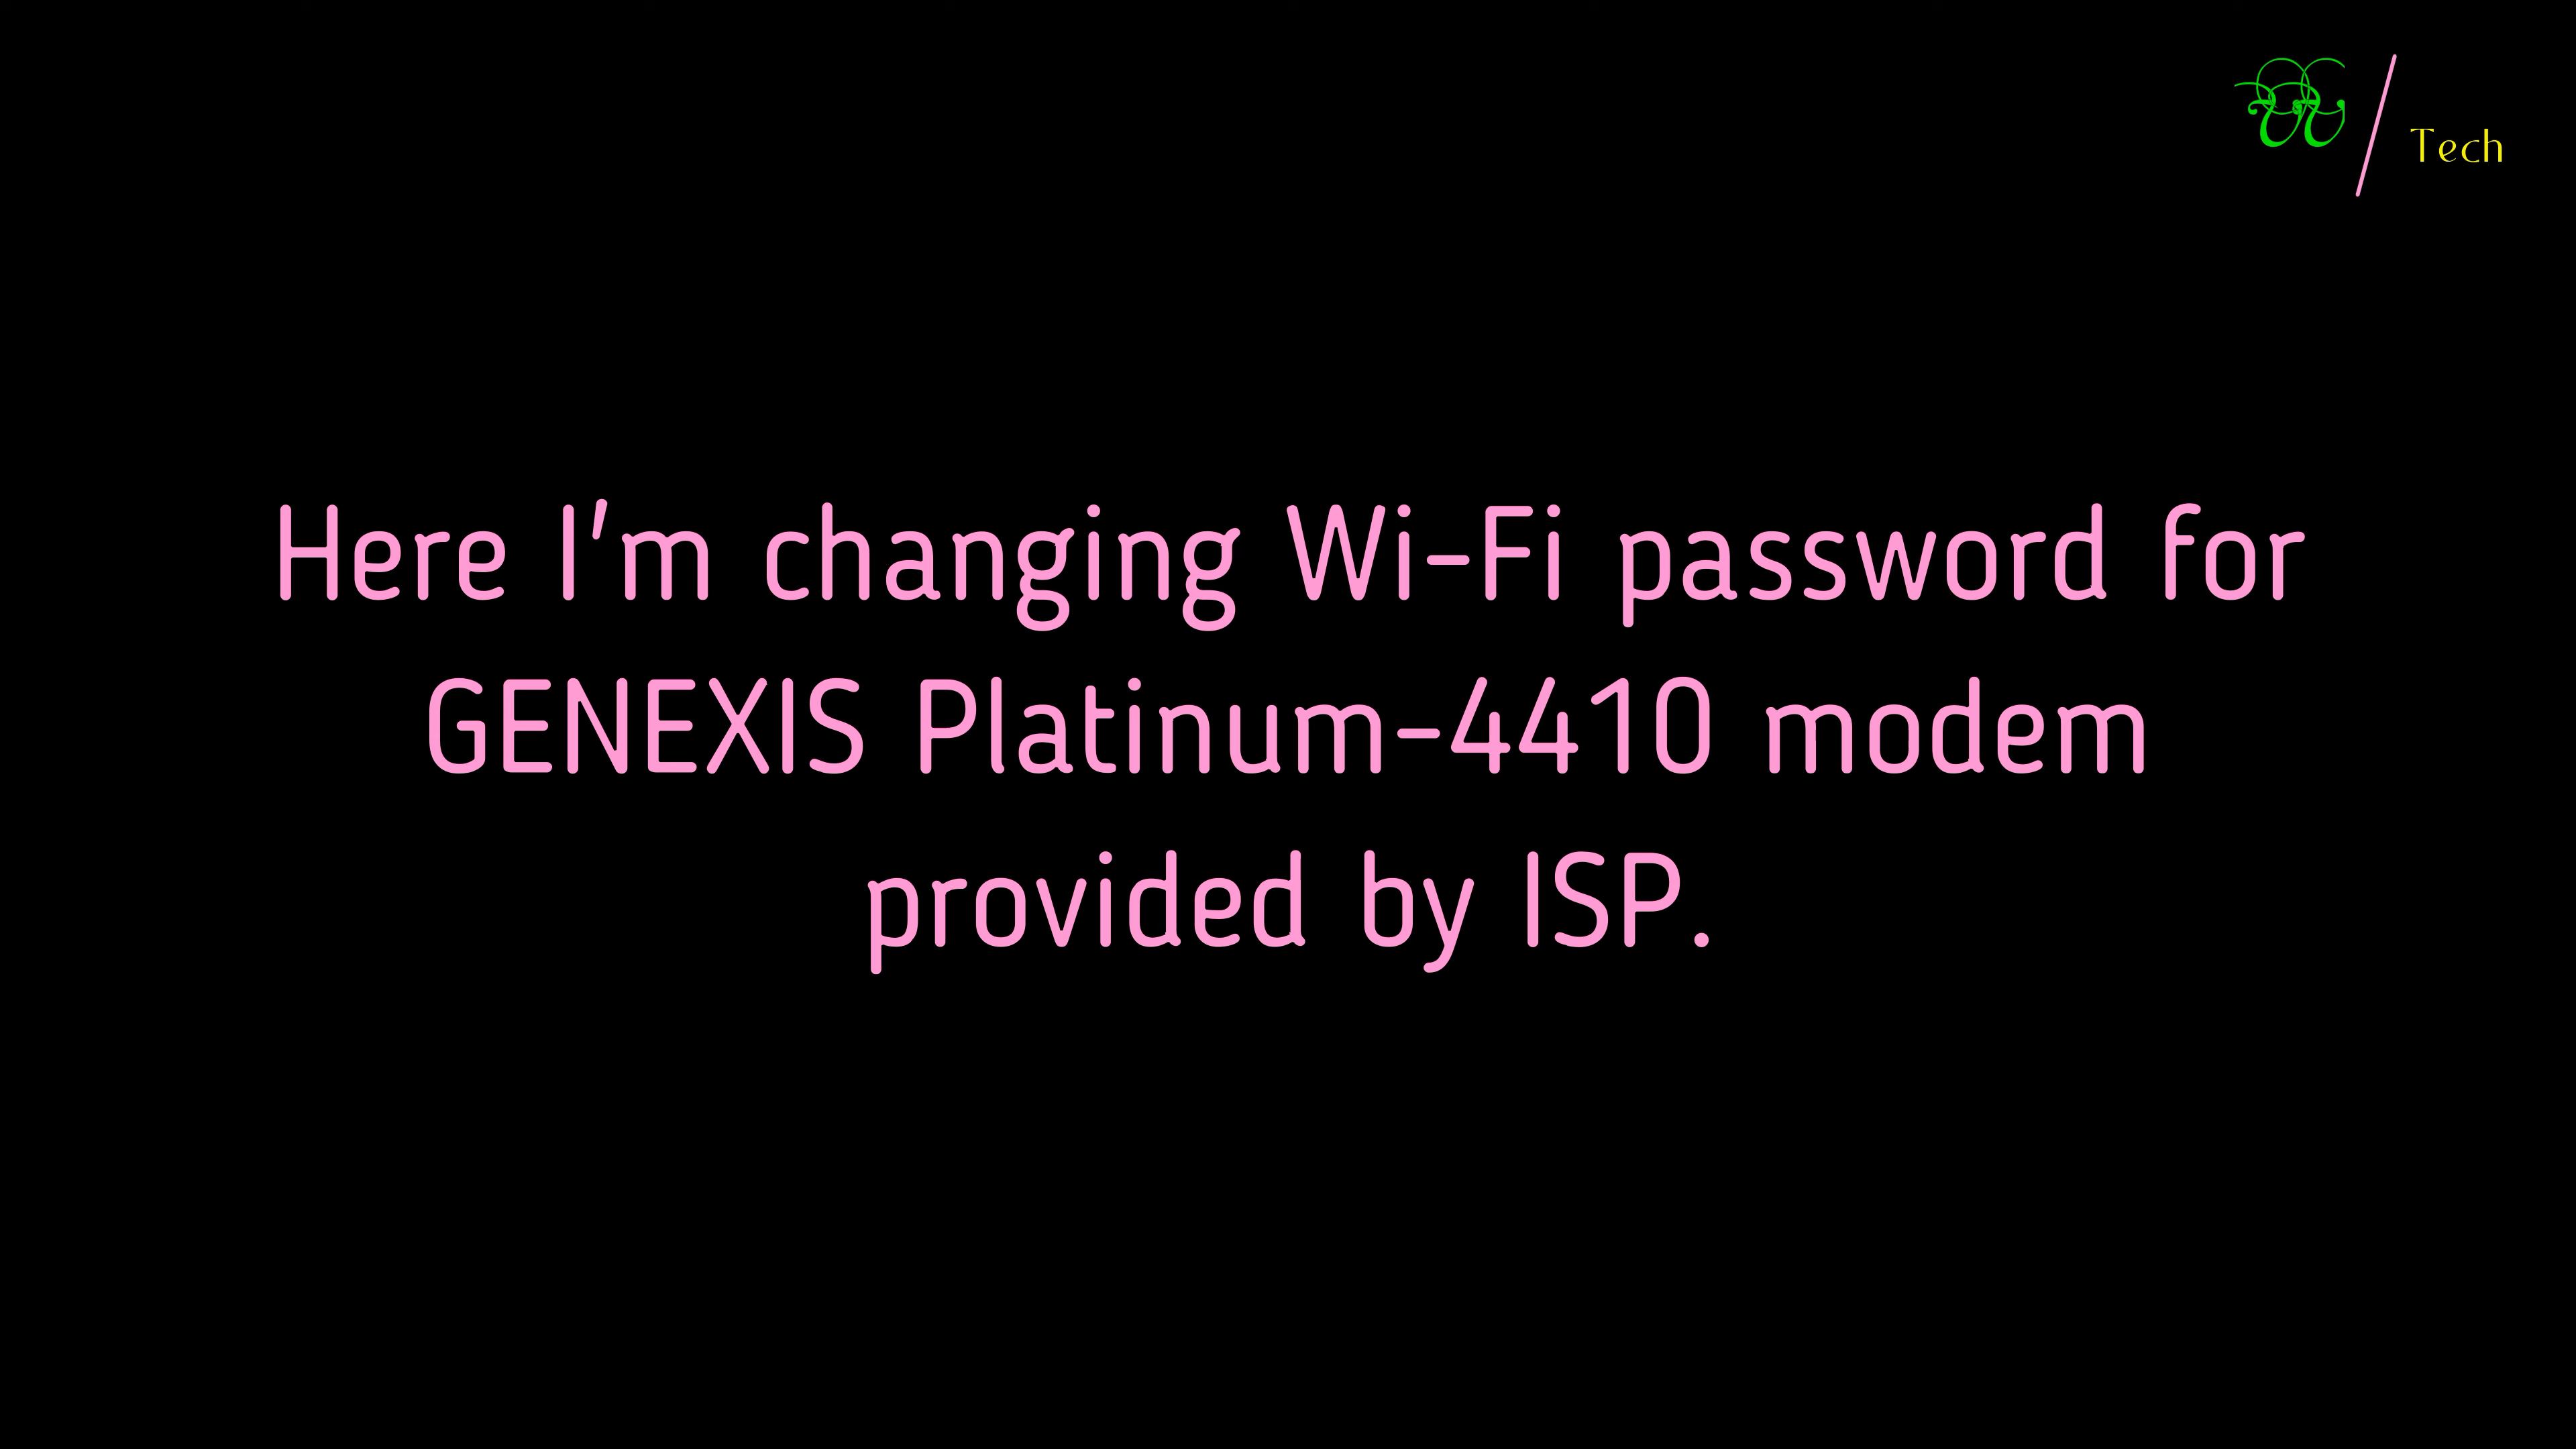 Tech
Here I'm changing Wi-Fi password for
GENEXIS Platinum-4410 modem
provided by ISP.